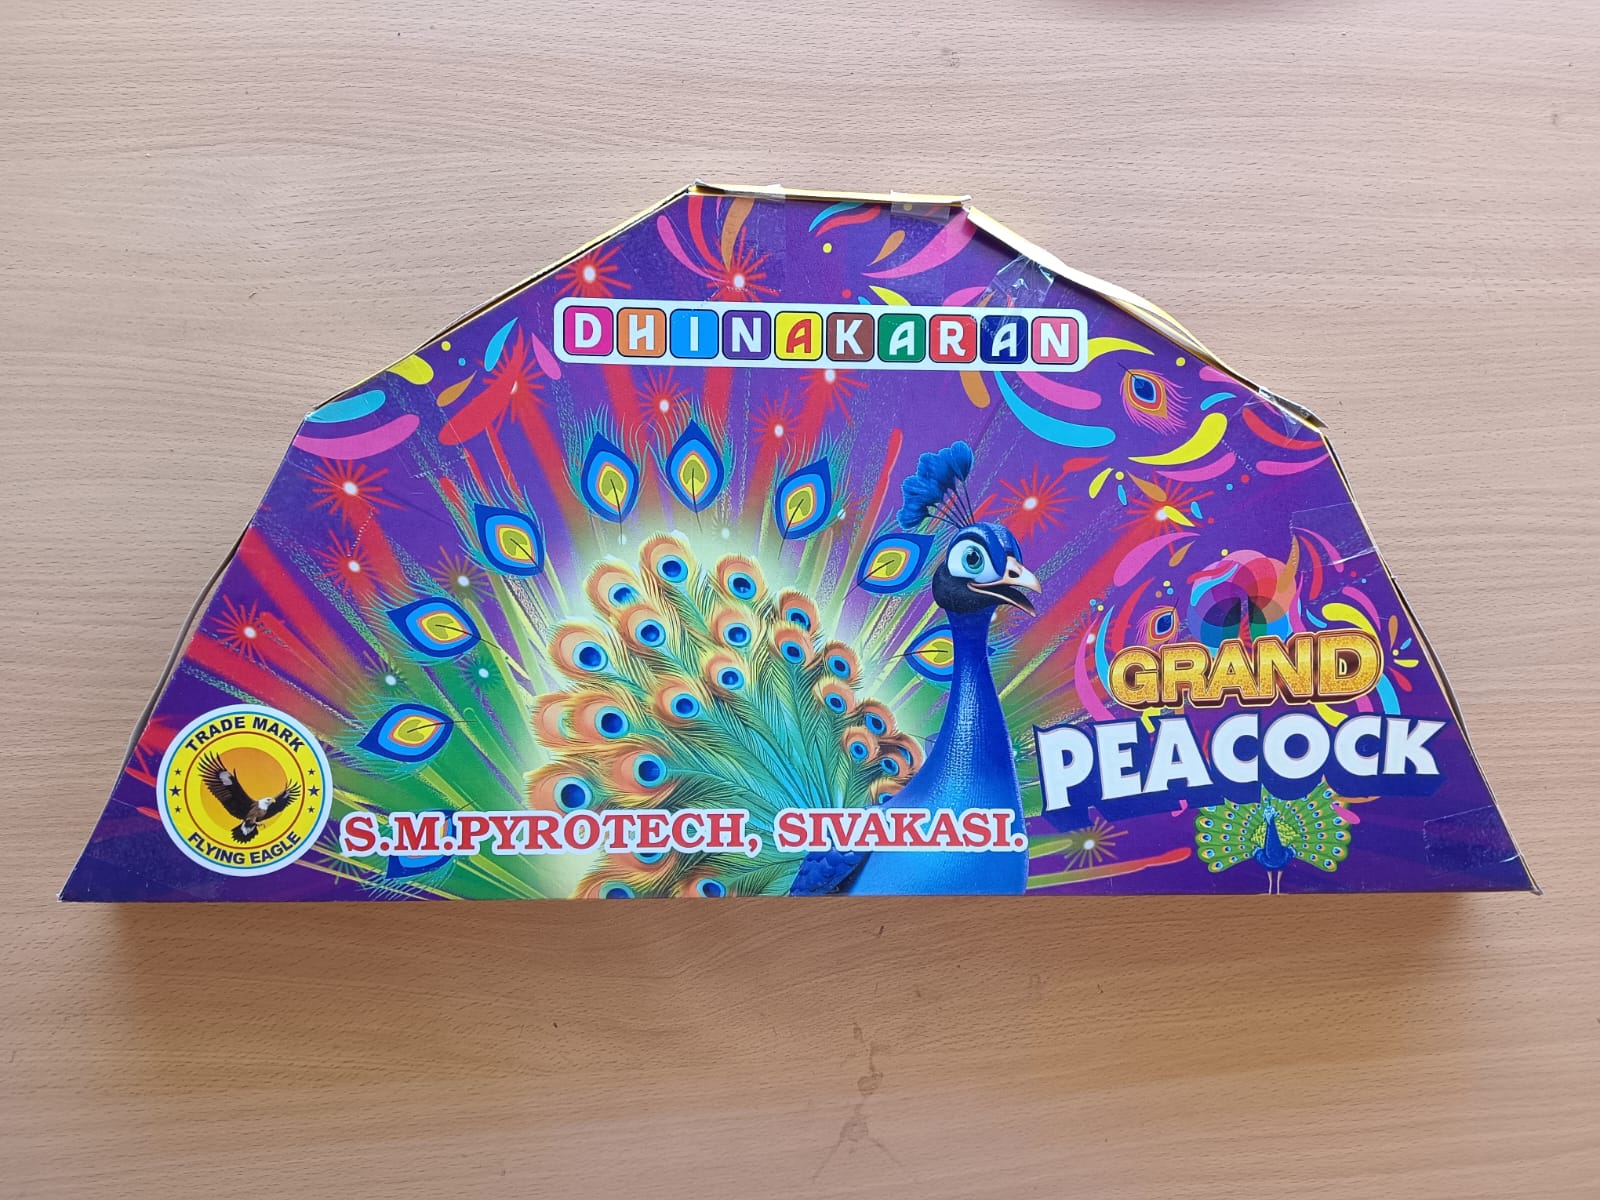 DHINAKARAN
GRAND
PEACOCK
TRADE MARK
FLYING EAGLE
S.M.PYROTECH, SIVAKASI.